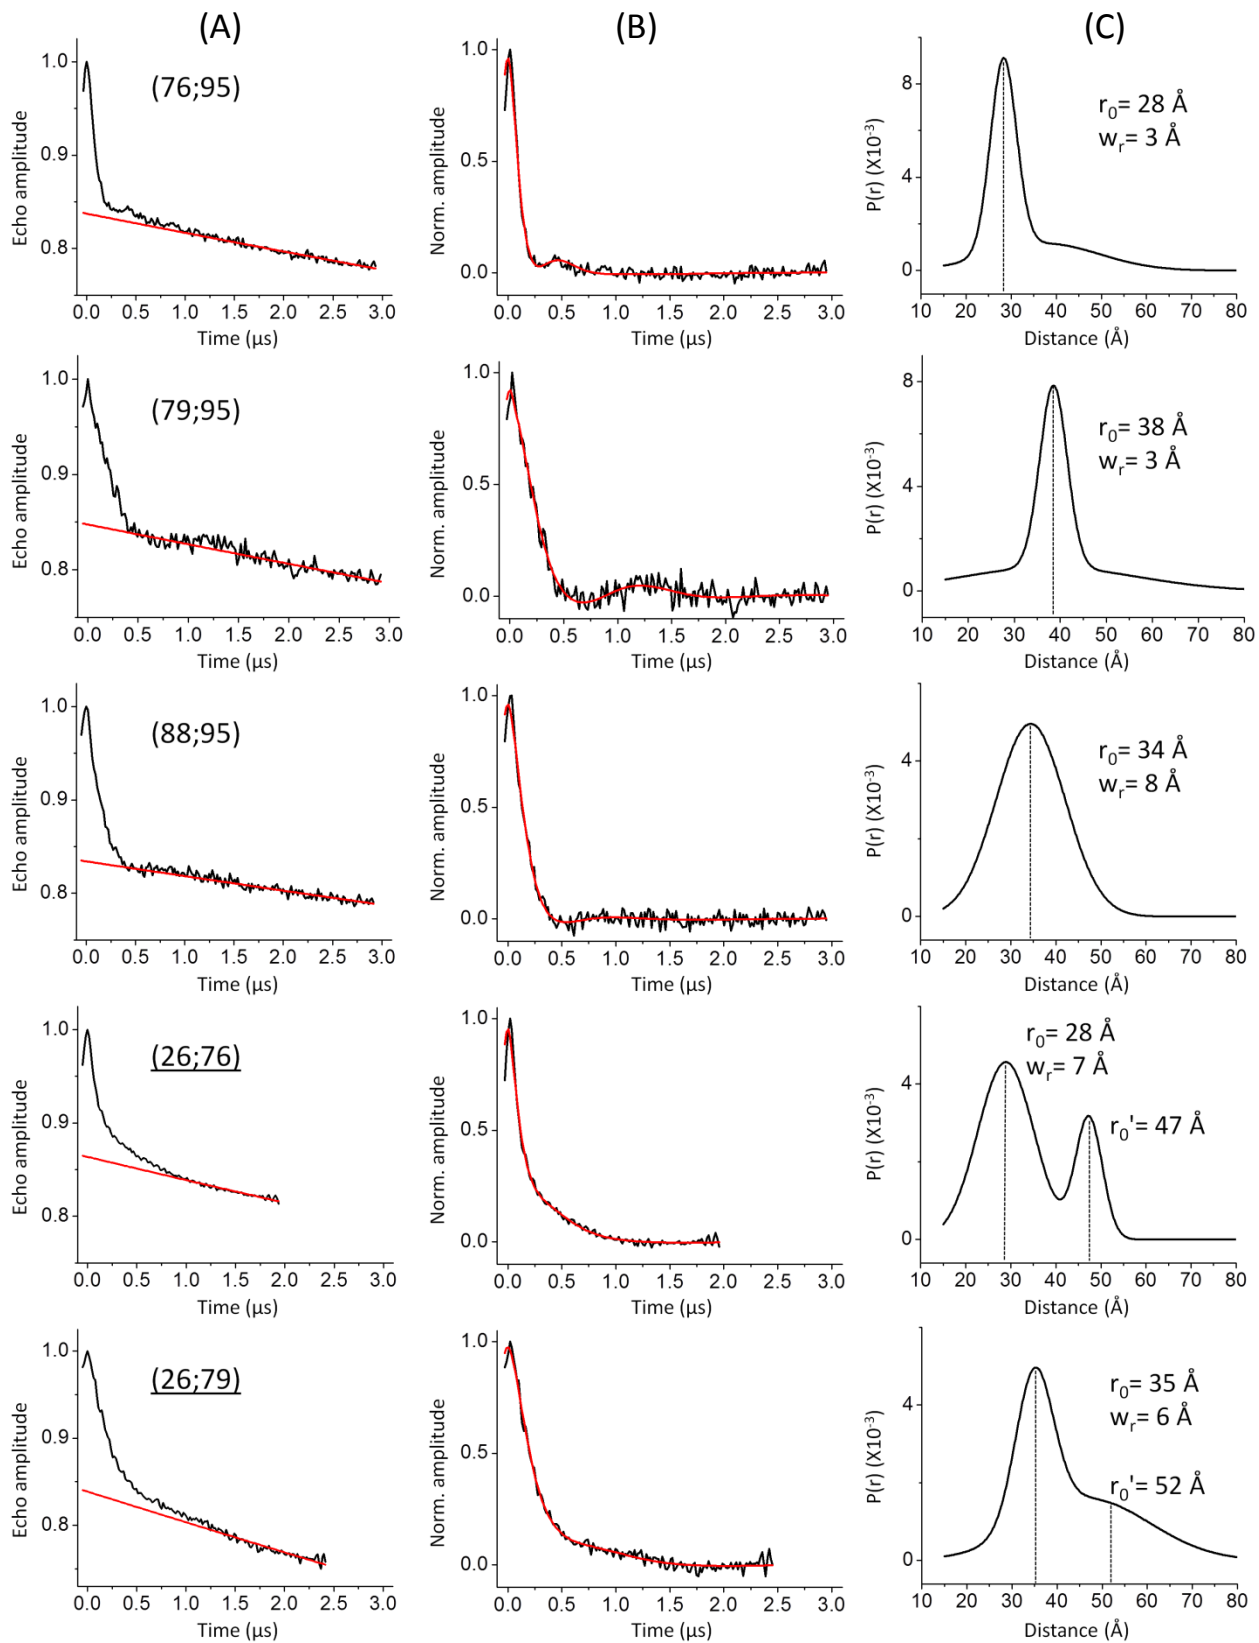 (A) (B) (C)
1.0
0.9
0.8
Echo amplitude
(76;95)
0.0 0.5 1.0 1.5 2.0 2.5 3.0
Time (µs)
1.0
0.5
0.0
Norm. amplitude
0.0 0.5 1.0 1.5 2.0 2.5 3.0
Time (µs)
8
4
0
P(r) (X10⁻³)
r₀= 28 Å
wᵣ= 3 Å
10 20 30 40 50 60 70 80
Distance (Å)
1.0
0.9
0.8
Echo amplitude
(79;95)
0.0 0.5 1.0 1.5 2.0 2.5 3.0
Time (µs)
1.0
0.5
0.0
Norm. amplitude
0.0 0.5 1.0 1.5 2.0 2.5 3.0
Time (µs)
8
4
0
P(r) (X10⁻³)
r₀= 38 Å
wᵣ= 3 Å
10 20 30 40 50 60 70 80
Distance (Å)
1.0
0.9
0.8
Echo amplitude
(88;95)
0.0 0.5 1.0 1.5 2.0 2.5 3.0
Time (µs)
1.0
0.5
0.0
Norm. amplitude
0.0 0.5 1.0 1.5 2.0 2.5 3.0
Time (µs)
4
0
P(r) (X10⁻³)
r₀= 34 Å
wᵣ= 8 Å
10 20 30 40 50 60 70 80
Distance (Å)
1.0
0.9
0.8
Echo amplitude
(26;76)
0.0 0.5 1.0 1.5 2.0 2.5 3.0
Time (µs)
1.0
0.5
0.0
Norm. amplitude
0.0 0.5 1.0 1.5 2.0 2.5 3.0
Time (µs)
4
0
P(r) (X10⁻³)
r₀= 28 Å
wᵣ= 7 Å
r₀'= 47 Å
10 20 30 40 50 60 70 80
Distance (Å)
1.0
0.9
0.8
Echo amplitude
(26;79)
0.0 0.5 1.0 1.5 2.0 2.5 3.0
Time (µs)
1.0
0.5
0.0
Norm. amplitude
0.0 0.5 1.0 1.5 2.0 2.5 3.0
Time (µs)
4
0
P(r) (X10⁻³)
r₀= 35 Å
wᵣ= 6 Å
r₀'= 52 Å
10 20 30 40 50 60 70 80
Distance (Å)